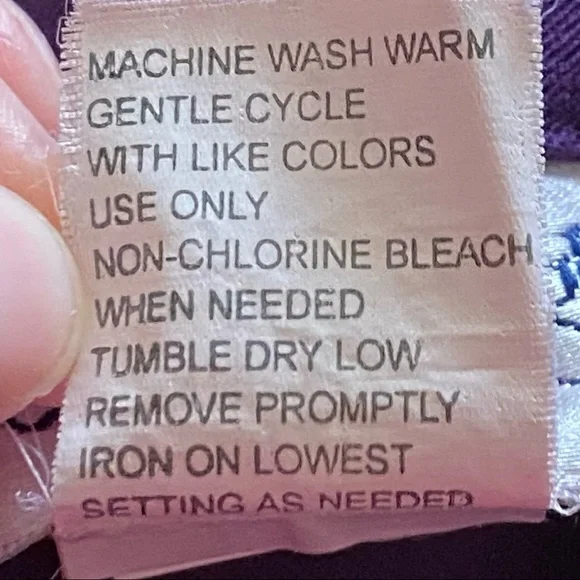 MACHINE WASH WARM
GENTLE CYCLE
WITH LIKE COLORS
USE ONLY
NON-CHLORINE BLEACH
WHEN NEEDED
TUMBLE DRY LOW
REMOVE PROMPTLY
IRON ON LOWEST
SETTING AS NEEDED